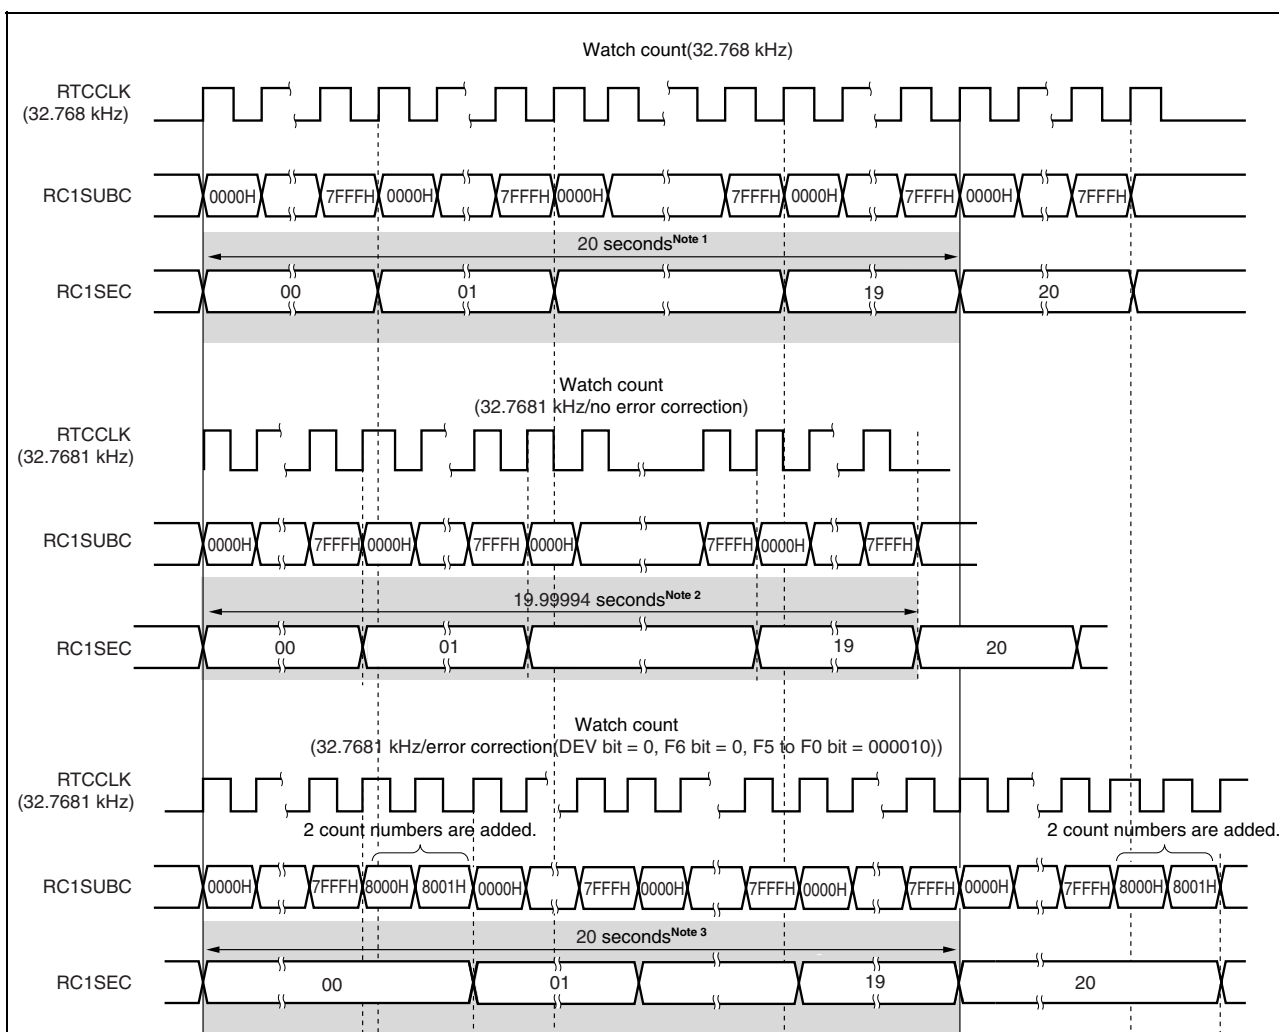 Watch count(32.768 kHz)
RTCCLK
(32.768 kHz)
RC1SUBC
0000H 7FFFH 0000H 7FFFH 0000H 7FFFH 0000H 7FFFH 0000H 7FFFH
20 seconds Note 1
RC1SEC
00 01 19 20
Watch count
(32.7681 kHz/no error correction)
RTCCLK
(32.7681 kHz)
RC1SUBC
0000H 7FFFH 0000H 7FFFH 0000H 7FFFH 0000H 7FFFH
19.99994 seconds Note 2
RC1SEC
00 01 19 20
Watch count
(32.7681 kHz/error correction(DEV bit = 0, F6 bit = 0, F5 to F0 bit = 000010))
RTCCLK
(32.7681 kHz)
2 count numbers are added. 2 count numbers are added.
RC1SUBC
0000H 7FFFH 8000H 8001H 0000H 7FFFH 0000H 7FFFH 0000H 7FFFH 0000H 7FFFH 8000H 8001H
20 seconds Note 3
RC1SEC
00 01 19 20